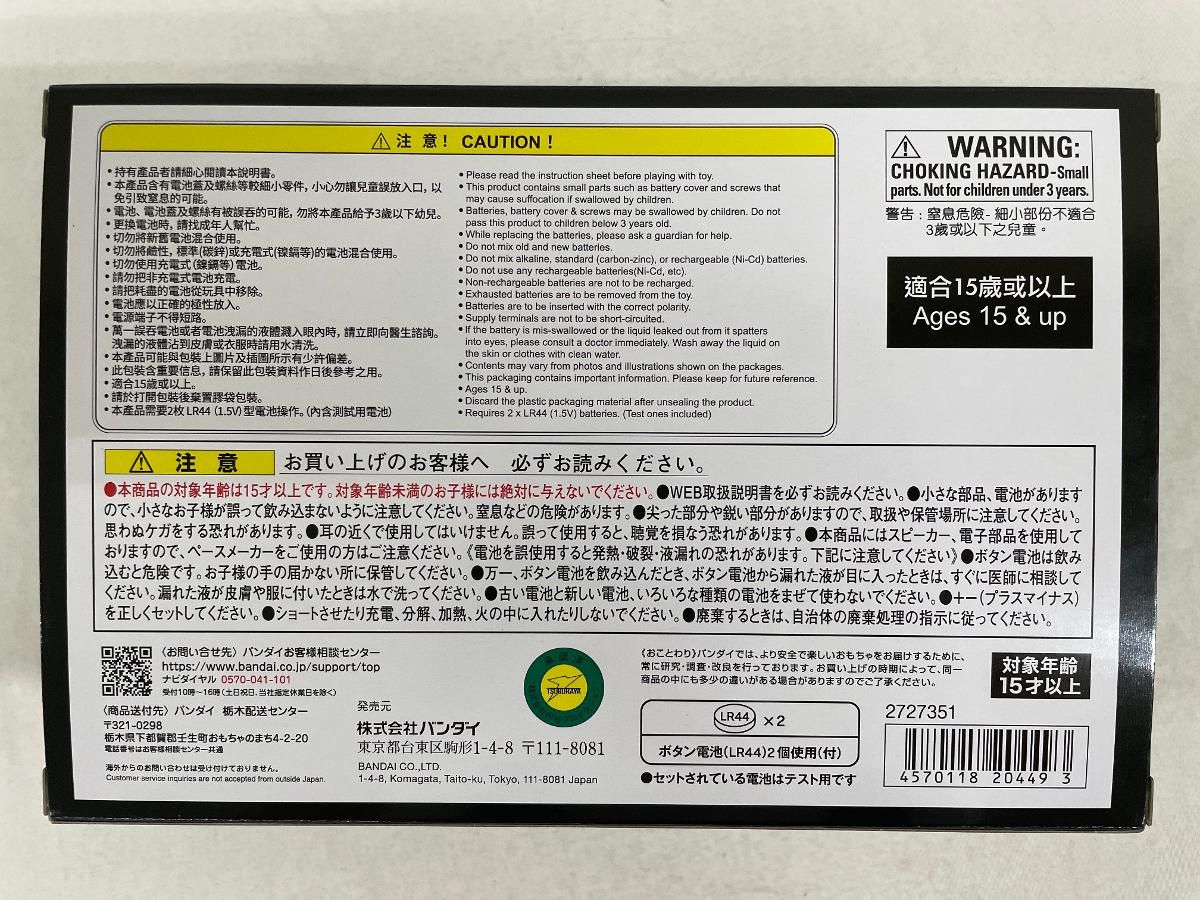 ⚠注 意! CAUTION!
•持有產品者請細心閱讀本說明書。
•本產品含有電池蓋及螺絲等較細小零件，小心勿讓兒童誤放入口，以
免引致窒息的可能。
•電池、電池蓋及螺絲有被誤吞的可能，勿將本產品給予3歲以下幼兒。
•更換電池時，請找成年人幫忙。
•切勿將新舊電池混合使用。
•切勿將鹼性，標準(碳鋅)或充電式(鎳鎘等)的電池混合使用。
•切勿使用充電式(鎳鎘等)電池。
•請勿把非充電式電池充電。
•請把耗盡的電池從玩具中移除。
•電池應以正確的極性放入。
•電源端子不得短路。
•萬一誤吞電池或者電池洩漏的液體濺入眼內時，請立即向醫生諮詢。
洩漏的液體沾到皮膚或衣服時請用水清洗。
•本產品可能與包裝上圖片及插圖所示有少許偏差。
•此包裝含重要信息，請保留此包裝資料作日後參考之用。
•適合15歲或以上。
•請於打開包裝後棄置膠袋包裝。
•本產品需要2枚 LR44 (1.5V)型電池操作。(內含測試用電池)
•Please read the instruction sheet before playing with toy.
•This product contains small parts such as battery cover and screws that
may cause suffocation if swallowed by children.
•Batteries, battery cover & screws may be swallowed by children. Do not
pass this product to children below 3 years old.
•While replacing the batteries, please ask a guardian for help.
•Do not mix old and new batteries.
•Do not mix alkaline, standard (carbon-zinc), or rechargeable (Ni-Cd) batteries.
•Do not use any rechargeable batteries(Ni-Cd, etc).
•Non-rechargeable batteries are not to be recharged.
•Exhausted batteries are to be removed from the toy.
•Batteries are to be inserted with the correct polarity.
•Supply terminals are not to be short-circuited.
•If the battery is mis-swallowed or the liquid leaked out from it spatters
into eyes, please consult a doctor immediately. Wash away the liquid on
the skin or clothes with clean water.
•Contents may vary from photos and illustrations shown on the packages.
•This packaging contains important information. Please keep for future reference.
•Ages 15 & up.
•Discard the plastic packaging material after unsealing the product.
•Requires 2 x LR44 (1.5V) batteries. (Test ones included)
⚠ WARNING:
CHOKING HAZARD-Small
parts. Not for children under 3 years.
警告：窒息危險- 細小部份不適合
3歲或以下之兒童。
適合15歲或以上
Ages 15 & up
⚠ 注 意 お買い上げのお客様へ 必ずお読みください。
●本商品の対象年齢は15才以上です。対象年齢未満のお子様には絶対に与えないでください。●WEB取扱説明書を必ずお読みください。●小さな部品、電池があります
ので、小さなお子様が誤って飲み込まないように注意してください。窒息などの危険があります。●尖った部分や鋭い部分がありますので、取扱や保管場所に注意してください。
思わぬケガをする恐れがあります。●耳の近くで使用してはいけません。誤って使用すると、聴覚を損なう恐れがあります。●本商品にはスピーカー、電子部品を使用して
おりますので、ペースメーカーをご使用の方はご注意ください。《電池を誤使用すると発熱・破裂・液漏れの恐れがあります。下記に注意してください》●ボタン電池は飲み
込むと危険です。お子様の手の届かない所に保管してください。●万一、ボタン電池を飲み込んだとき、ボタン電池から漏れた液が目に入ったときは、すぐに医師に相談して
ください。漏れた液が皮膚や服に付いたときは水で洗ってください。●古い電池と新しい電池、いろいろな種類の電池をまぜて使わないでください。●＋−(プラスマイナス)
を正しくセットしてください。●ショートさせたり充電、分解、加熱、火の中に入れたりしないでください。●廃棄するときは、自治体の廃棄処理の指示に従ってください。
〈お問い合せ先〉バンダイお客様相談センター
https://www.bandai.co.jp/support/top
ナビダイヤル 0570-041-101
受付10時〜16時(土日祝日、当社指定休業日を除く)
〈商品送付先〉バンダイ 栃木配送センター
〒321-0298
栃木県下都賀郡壬生町おもちゃのまち4-2-20
電話番号はお客様相談センター共通
海外からのお問い合わせは受け付けておりません。
Customer service inquiries are not accepted from outside Japan.
発売元
株式会社バンダイ
東京都台東区駒形1-4-8 〒111-8081
BANDAI CO.,LTD.
1-4-8, Komagata, Taito-ku, Tokyo, 111-8081 Japan
承認済
TSUBURAYA
《おことわり》バンダイでは、より安全で楽しいおもちゃをお届けするために、
常に研究・調査・改良を行っております。お買い上げの時期によって、同一
商品の中にも多少の違いがある場合がありますのでご了承ください。
LR44 ×2
ボタン電池(LR44)2個使用(付)
●セットされている電池はテスト用です
対象年齢
15才以上
2727351
4570118 204493